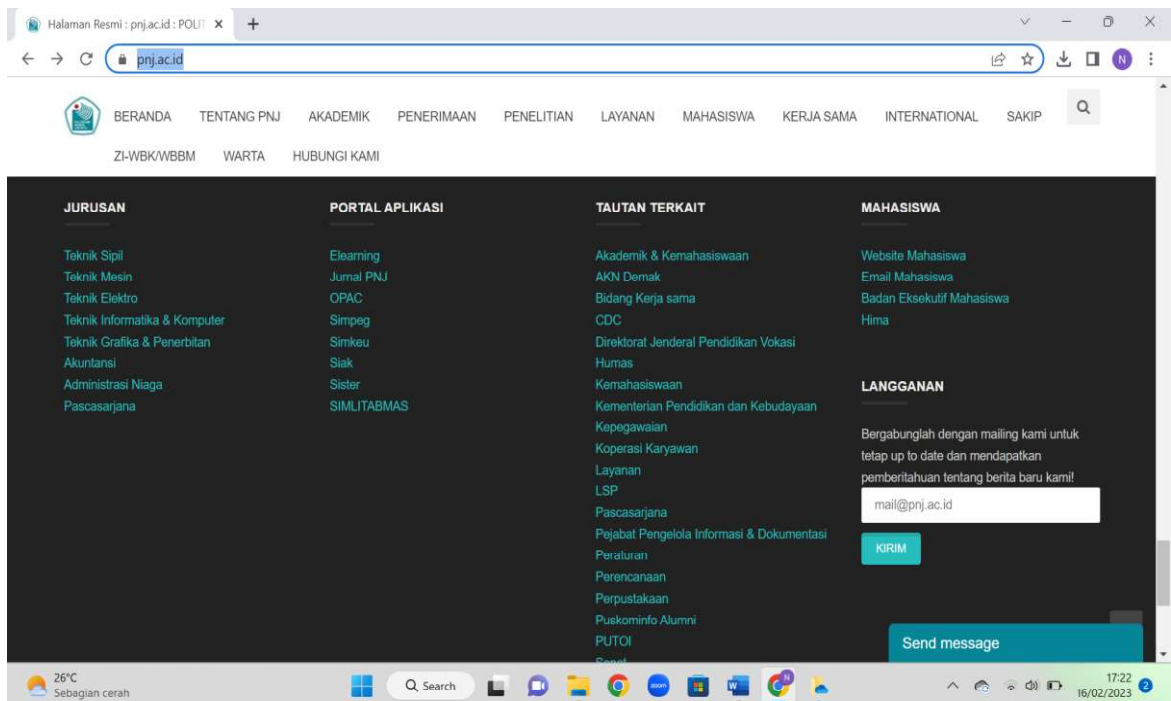 Halaman Resmi : pnj.ac.id : POLIT
pnj.ac.id
N
BERANDA TENTANG PNJ AKADEMIK PENERIMAAN PENELITIAN LAYANAN MAHASISWA KERJA SAMA INTERNATIONAL SAKIP
ZI-WBK/WBBM WARTA HUBUNGI KAMI
JURUSAN
Teknik Sipil
Teknik Mesin
Teknik Elektro
Teknik Informatika & Komputer
Teknik Grafika & Penerbitan
Akuntansi
Administrasi Niaga
Pascasarjana
PORTAL APLIKASI
Elearning
Jurnal PNJ
OPAC
Simpeg
Simkeu
Siak
Sister
SIMLITABMAS
TAUTAN TERKAIT
Akademik & Kemahasiswaan
AKN Demak
Bidang Kerja sama
CDC
Direktorat Jenderal Pendidikan Vokasi
Humas
Kemahasiswaan
Kementerian Pendidikan dan Kebudayaan
Kepegawaian
Koperasi Karyawan
Layanan
LSP
Pascasarjana
Pejabat Pengelola Informasi & Dokumentasi
Peraturan
Perencanaan
Perpustakaan
Puskominfo Alumni
PUTOI
MAHASISWA
Website Mahasiswa
Email Mahasiswa
Badan Eksekutif Mahasiswa
Hima
LANGGANAN
Bergabunglah dengan mailing kami untuk
tetap up to date dan mendapatkan
pemberitahuan tentang berita baru kami!
mail@pnj.ac.id
KIRIM
Send message
26°C
Sebagian cerah
Search
zoom
W
N
17:22
16/02/2023
2